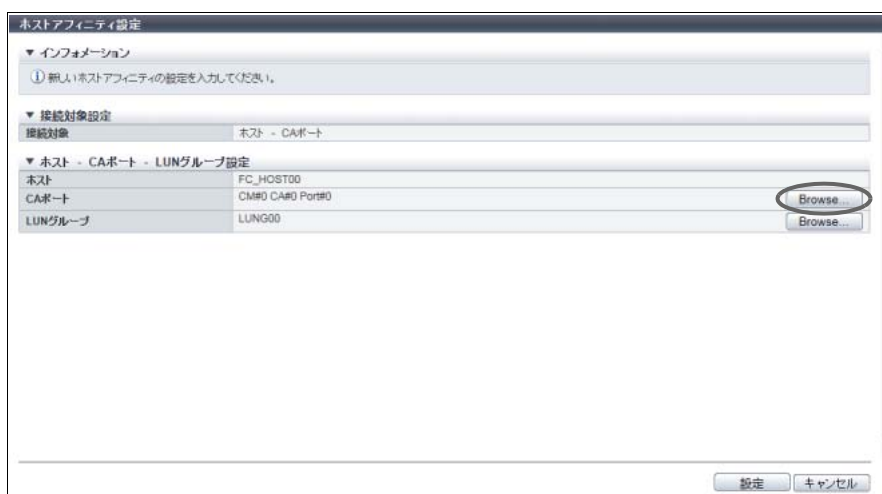 ホストアフィニティ設定
▼ インフォメーション
新しいホストアフィニティの設定を入力してください。
▼ 接続対象設定
接続対象 ホスト - CAポート
▼ ホスト - CAポート - LUNグループ設定
ホスト FC_HOST00
CAポート CM#0 CA#0 Port#0 Browse...
LUNグループ LUNG00 Browse...
設定 キャンセル